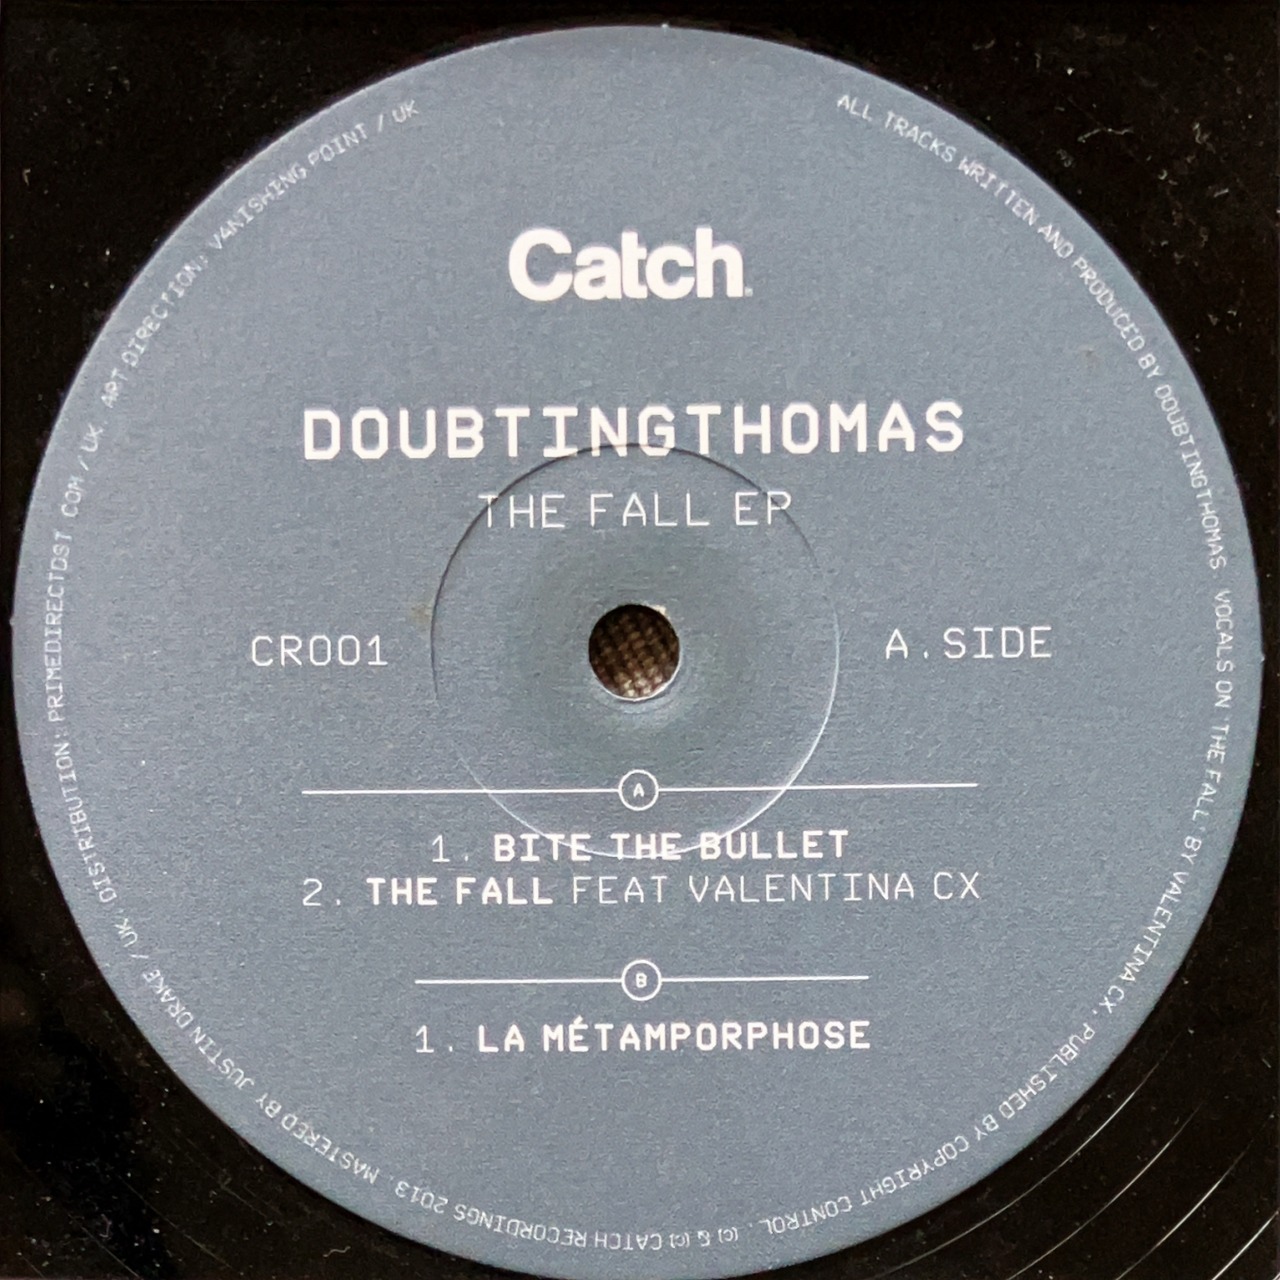 Catch.
DOUBTINGTHOMAS
THE FALL EP
CR001
A.SIDE
A
1. BITE THE BULLET
2. THE FALL FEAT VALENTINA CX
B
1. LA MÉTAMPORPHOSE
ALL TRACKS WRITTEN AND PRODUCED BY DOUBTINGTHOMAS. VOCALS ON 'THE FALL' BY VALENTINA CX. PUBLISHED BY COPYRIGHT CONTROL. (C) & (C) CATCH RECORDINGS 2013. MASTERED BY JUSTIN DRAKE / UK. DISTRIBUTION: PRIMEDIRECTDST.COM / UK. ART DIRECTION: V4NISHING POINT / UK